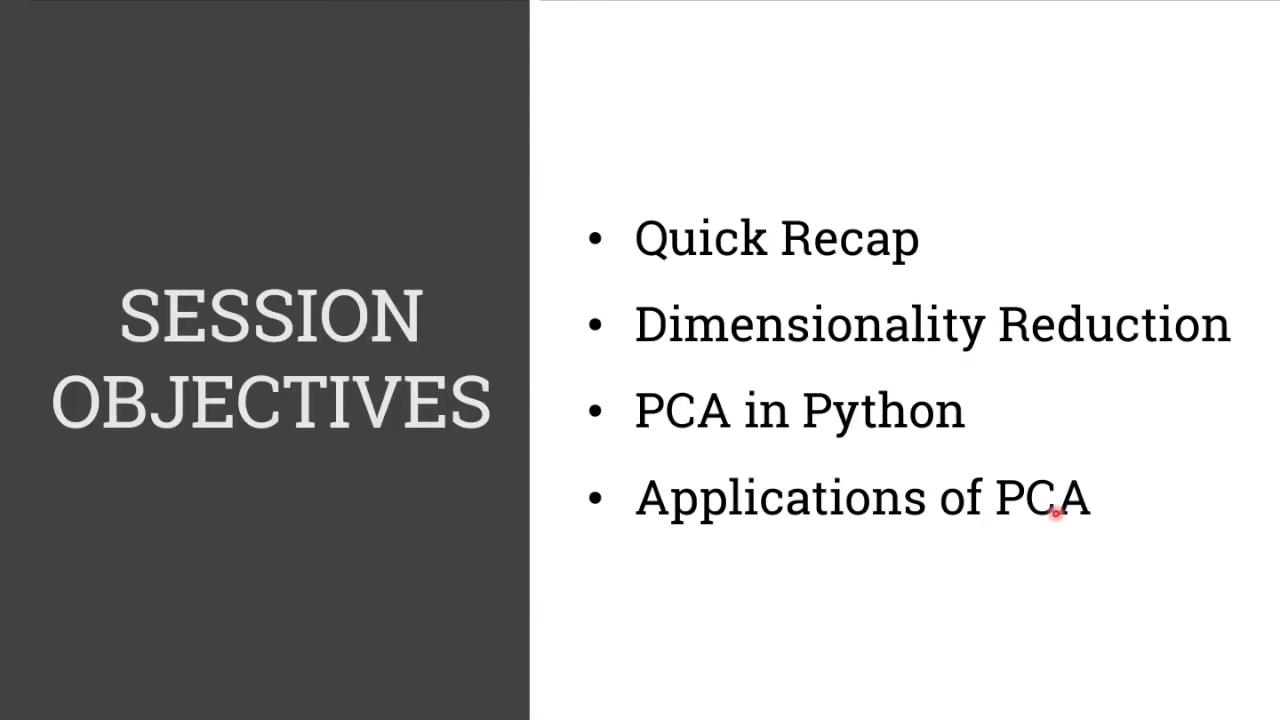 SESSION
OBJECTIVES
• Quick Recap
• Dimensionality Reduction
• PCA in Python
• Applications of PCA